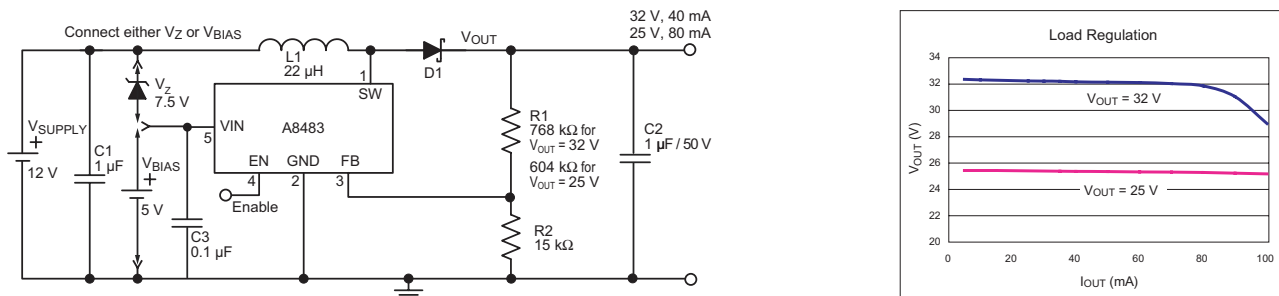 Connect either VZ or VBIAS
VOUT
32 V, 40 mA
25 V, 80 mA
L1
22 µH
D1
1
SW
VZ
7.5 V
VSUPPLY
+
12 V
C1
1 µF
VBIAS
+
5 V
5
VIN
A8483
EN
GND
FB
4
2
3
Enable
C3
0.1 µF
R1
768 kΩ for
VOUT = 32 V
604 kΩ for
VOUT = 25 V
C2
1 µF / 50 V
R2
15 kΩ
Load Regulation
VOUT (V)
34
32
30
28
26
24
22
20
VOUT = 32 V
VOUT = 25 V
0
20
40
60
80
100
IOUT (mA)